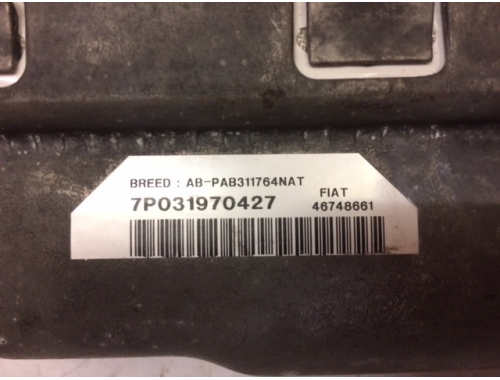 BREED : AB-PAB311764NAT
7P031970427
FIAT
46748661